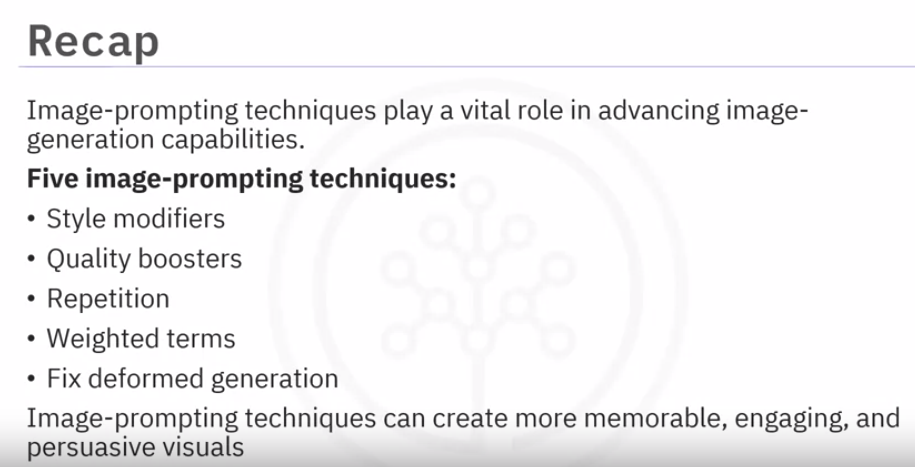 Recap
Image-prompting techniques play a vital role in advancing image-
generation capabilities.
Five image-prompting techniques:
• Style modifiers
• Quality boosters
• Repetition
• Weighted terms
• Fix deformed generation
Image-prompting techniques can create more memorable, engaging, and
persuasive visuals